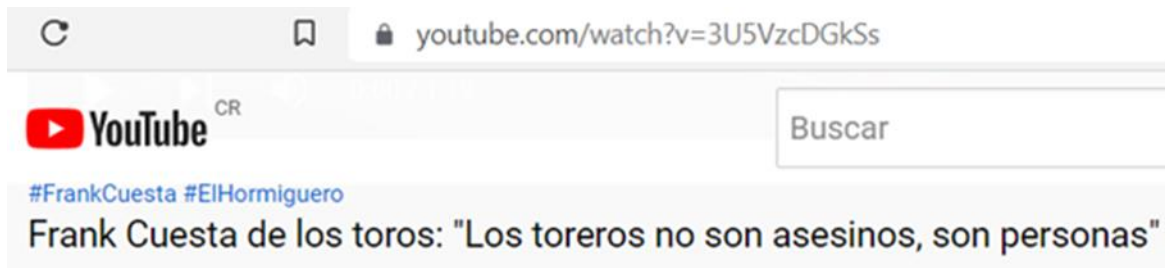 youtube.com/watch?v=3U5VzcDGkSs
YouTube CR
Buscar
#FrankCuesta #ElHormiguero
Frank Cuesta de los toros: "Los toreros no son asesinos, son personas"